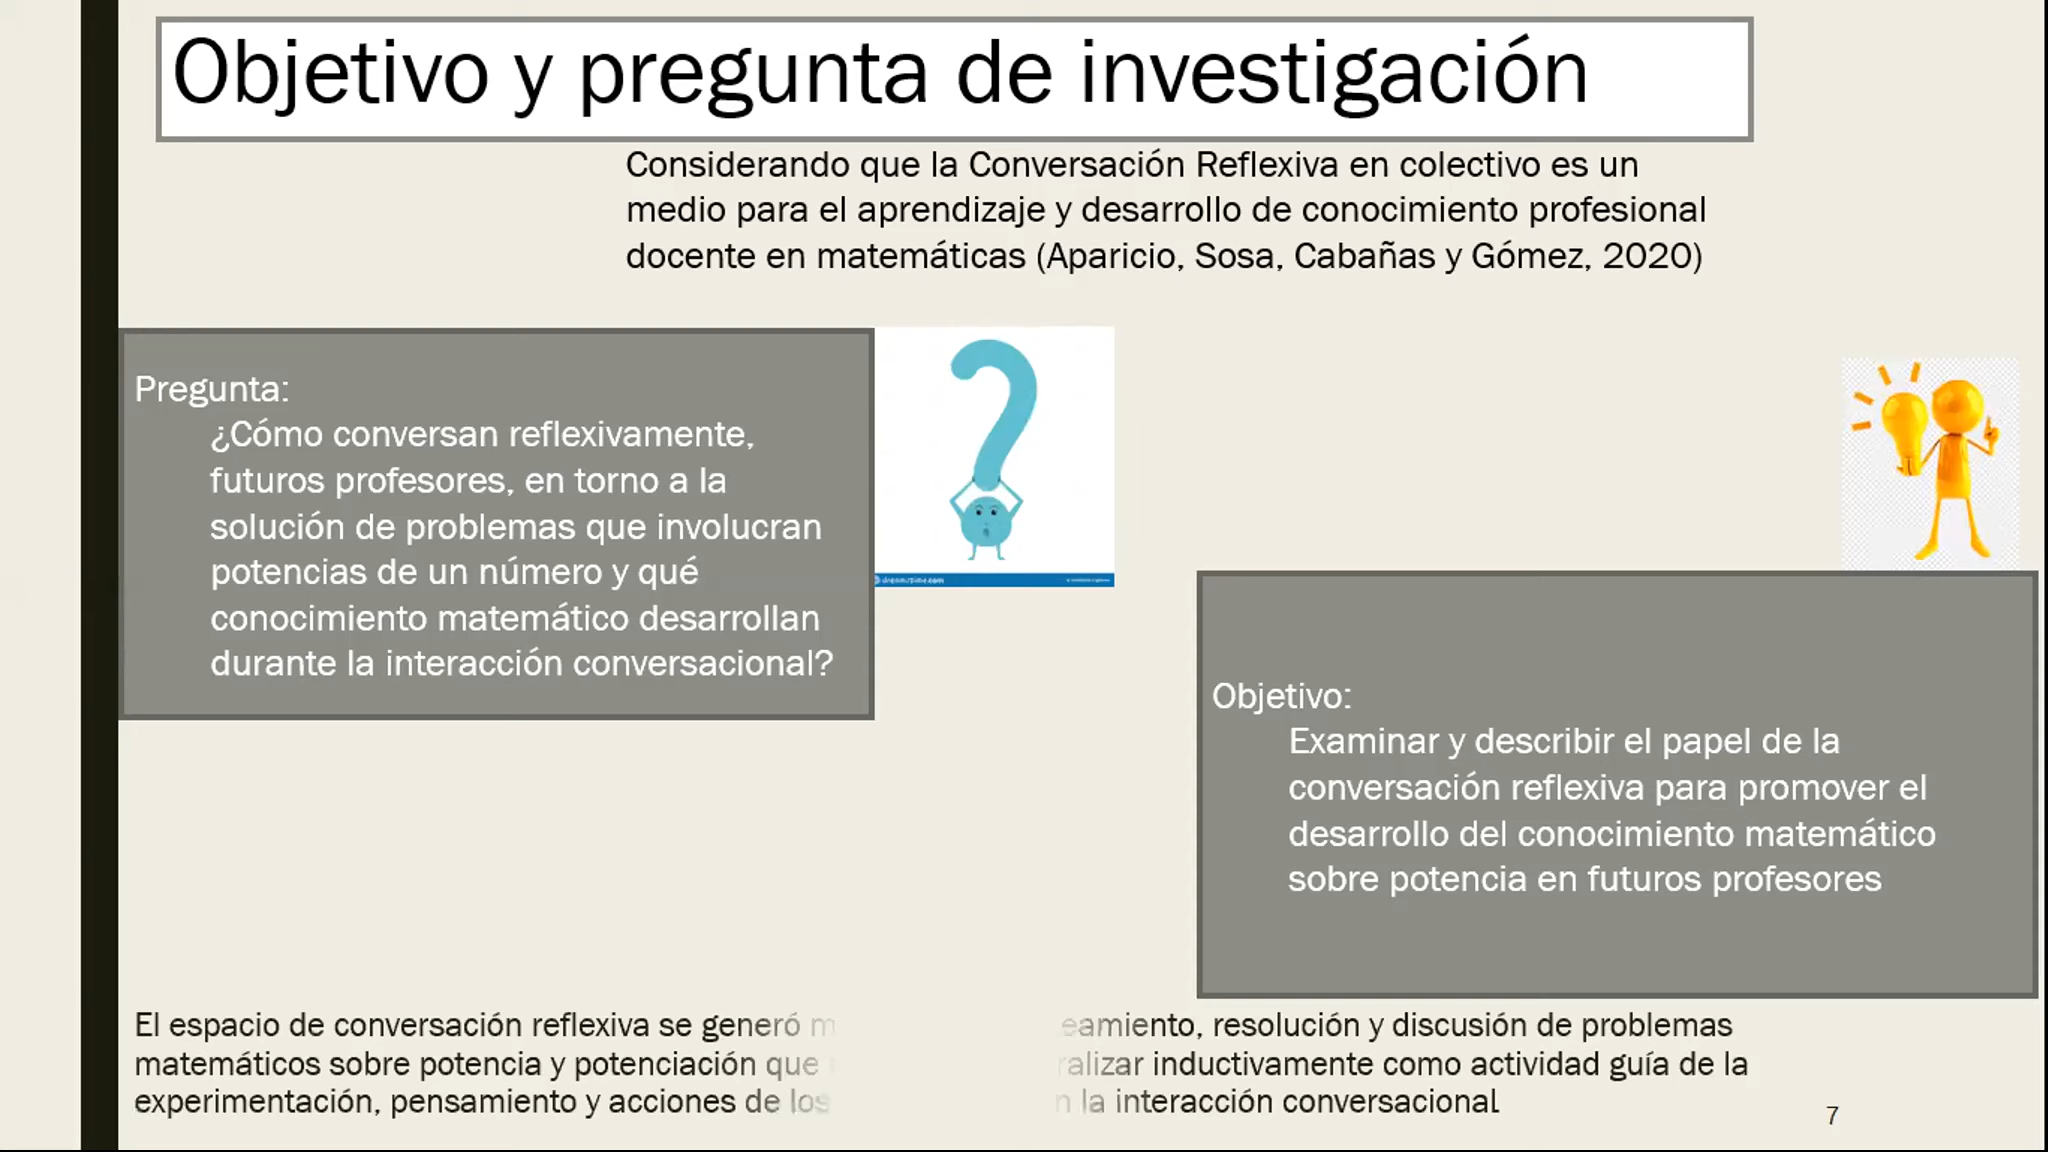 Objetivo y pregunta de investigación
Considerando que la Conversación Reflexiva en colectivo es un
medio para el aprendizaje y desarrollo de conocimiento profesional
docente en matemáticas (Aparicio, Sosa, Cabañas y Gómez, 2020)
Pregunta:
¿Cómo conversan reflexivamente,
futuros profesores, en torno a la
solución de problemas que involucran
potencias de un número y qué
conocimiento matemático desarrollan
durante la interacción conversacional?
dreamstime.com
Objetivo:
Examinar y describir el papel de la
conversación reflexiva para promover el
desarrollo del conocimiento matemático
sobre potencia en futuros profesores
El espacio de conversación reflexiva se generó resolución y discusión de problemas
matemáticos sobre potencia y potenciación que inductivamente como actividad guía de la
experimentación, pensamiento y acciones de los la interacción conversacional
7